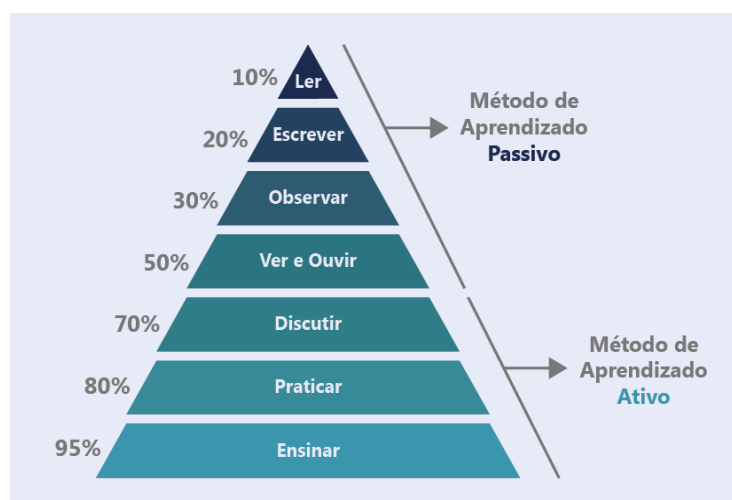 10%
Ler
20%
Escrever
30%
Observar
50%
Ver e Ouvir
70%
Discutir
80%
Praticar
95%
Ensinar
Método de
Aprendizado
Passivo
Método de
Aprendizado
Ativo